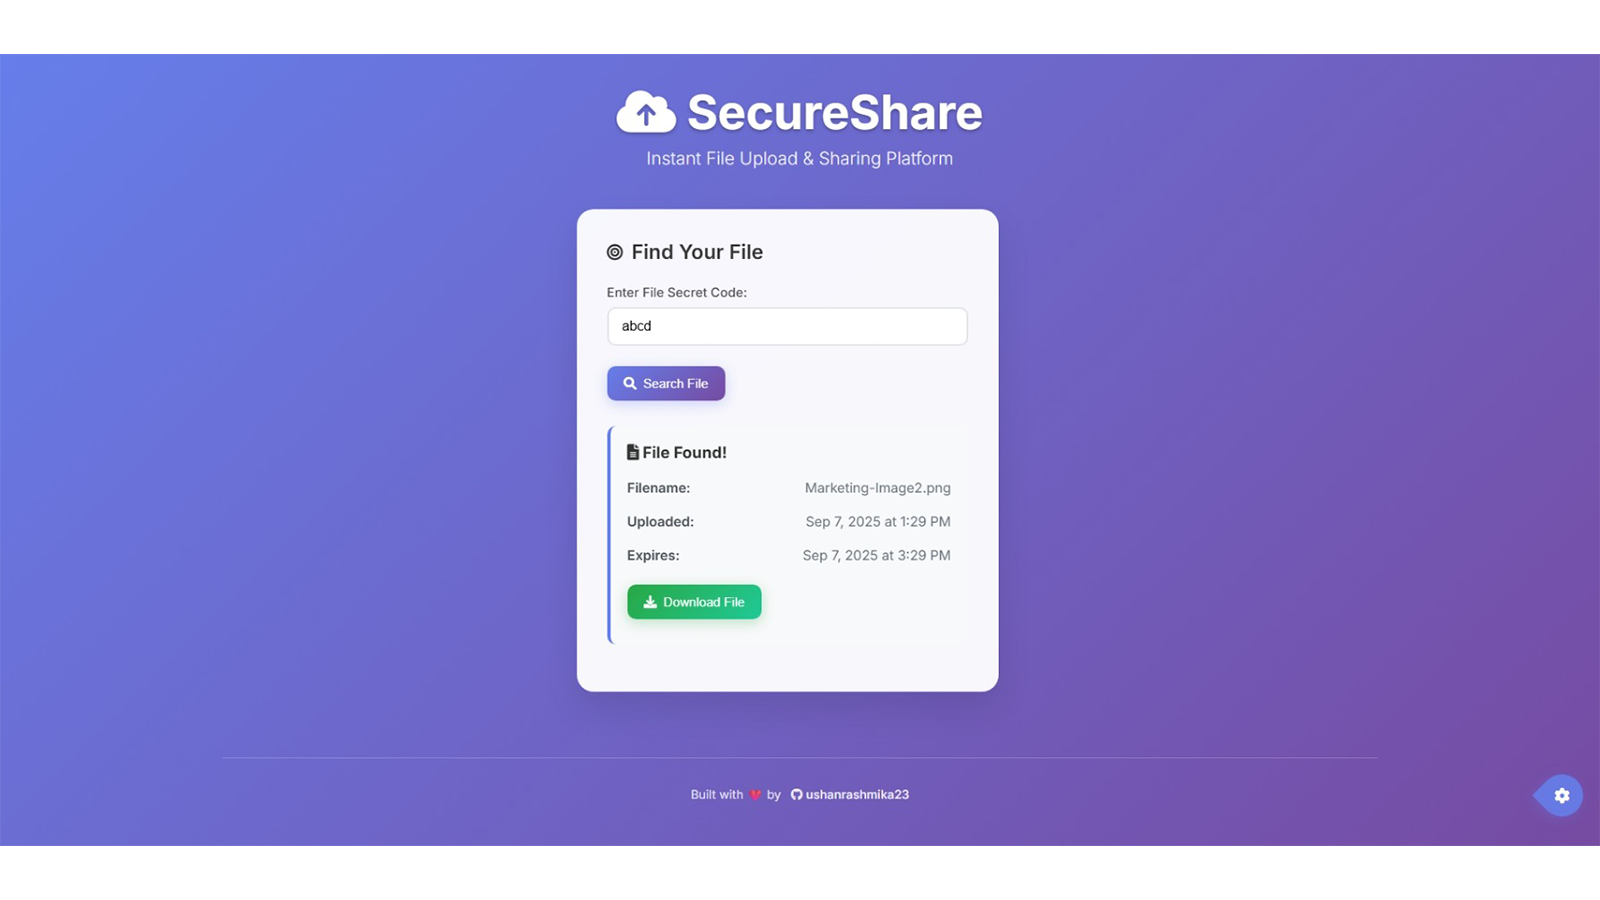 SecureShare
Instant File Upload & Sharing Platform
Find Your File
Enter File Secret Code:
abcd
Search File
File Found!
Filename: Marketing-Image2.png
Uploaded: Sep 7, 2025 at 1:29 PM
Expires: Sep 7, 2025 at 3:29 PM
Download File
Built with by ushanrashmika23